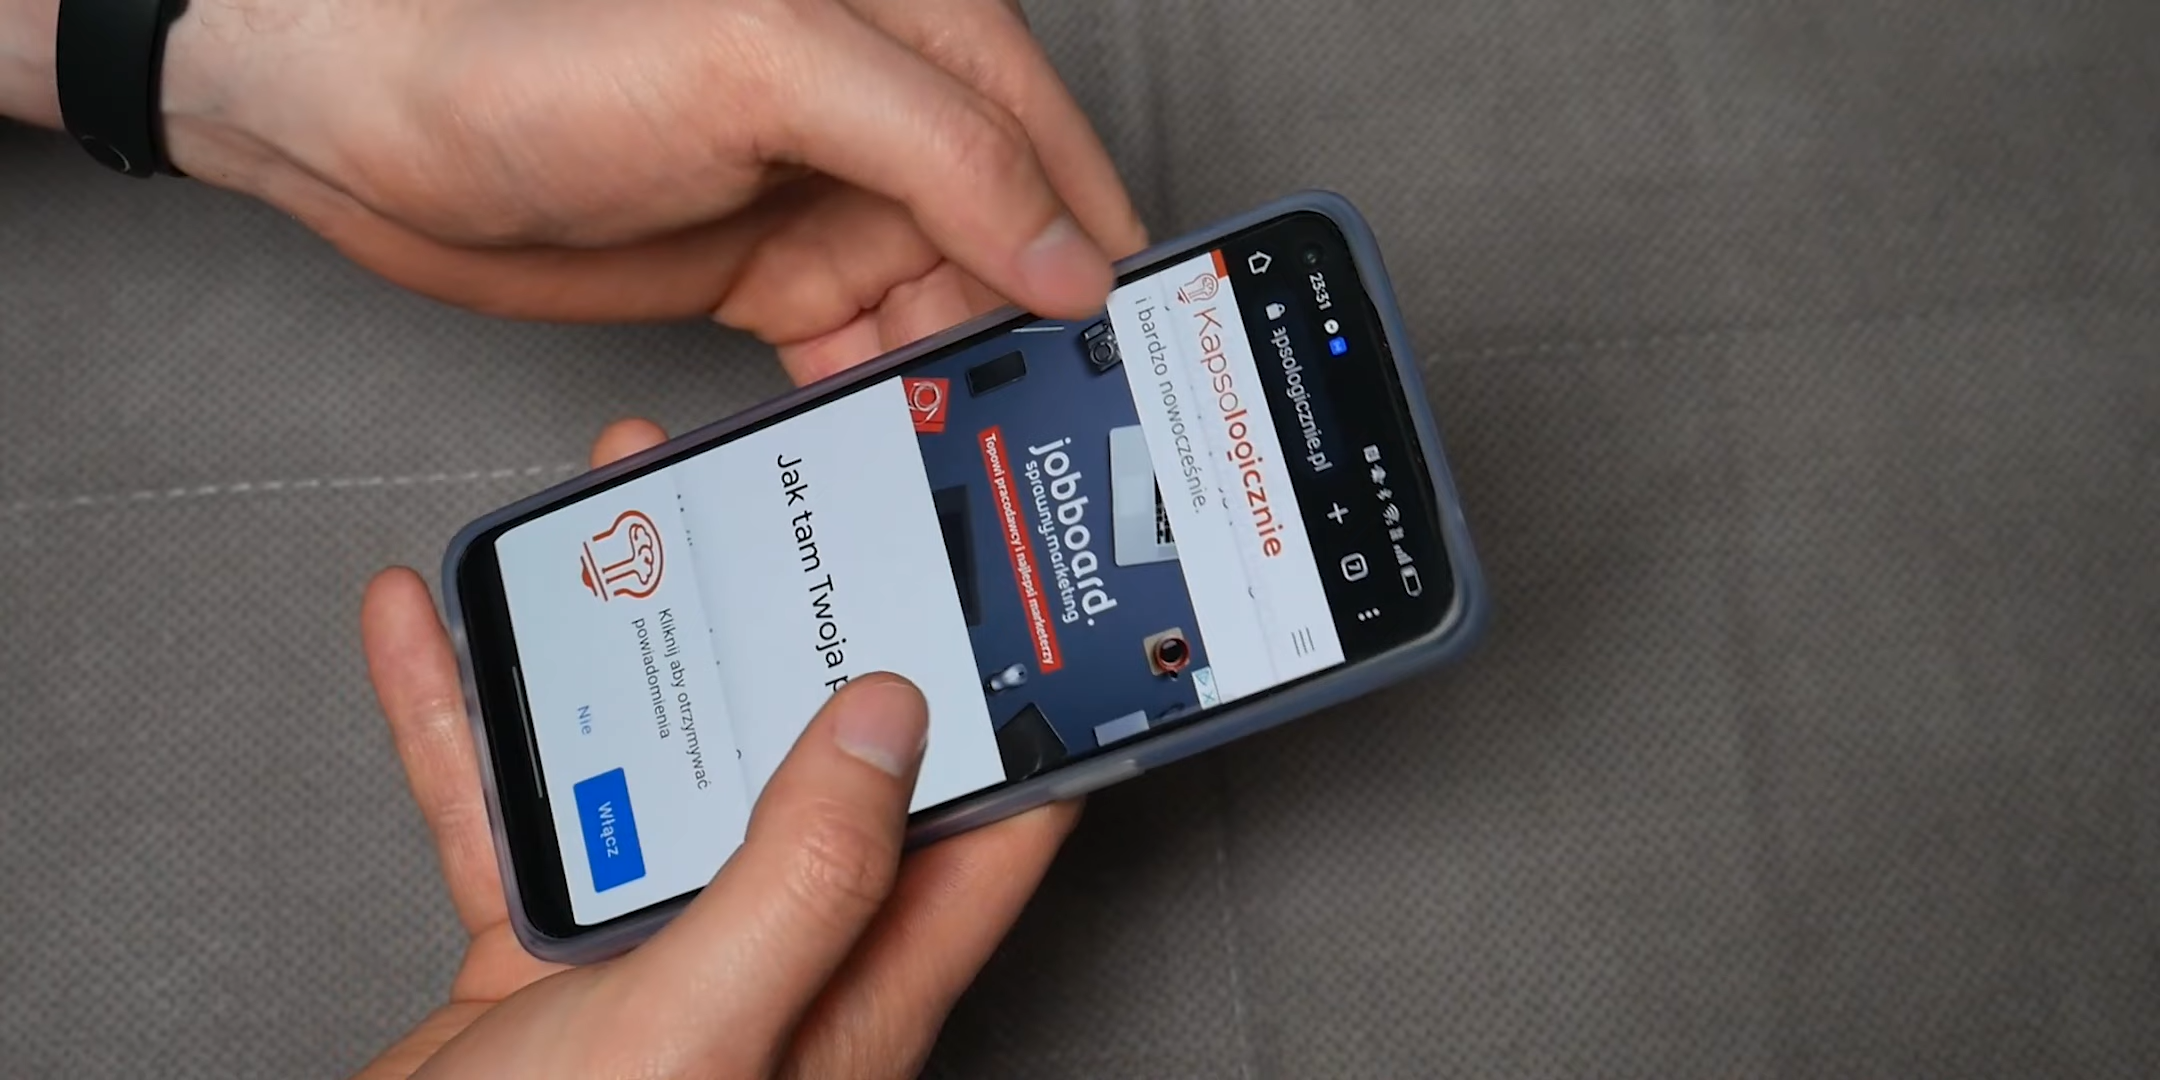 23:31
apsologicznie.pl
7
Kapsologicznie
i bardzo nowocześnie.
jobboard.
sprawny.marketing
Topowi pracodawcy i najlepsi marketerzy
Jak tam Twoja p
Kliknij aby otrzymywać
powiadomienia
Nie
Włącz